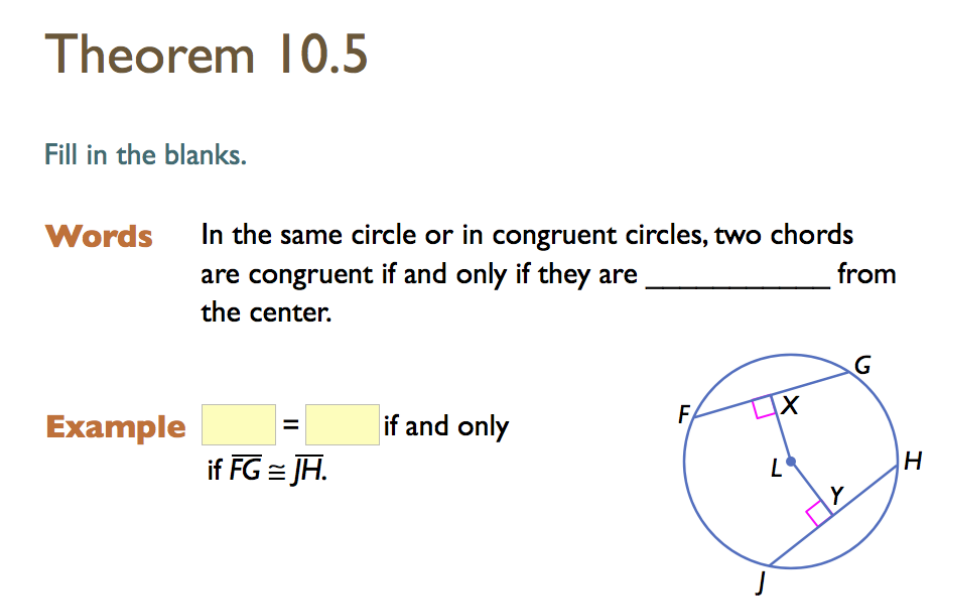 Theorem 10.5
Fill in the blanks.
Words In the same circle or in congruent circles, two chords
are congruent if and only if they are ____________ from
the center.
G
F X
Example = if and only
L H
if FG ≅ JH.
Y
J